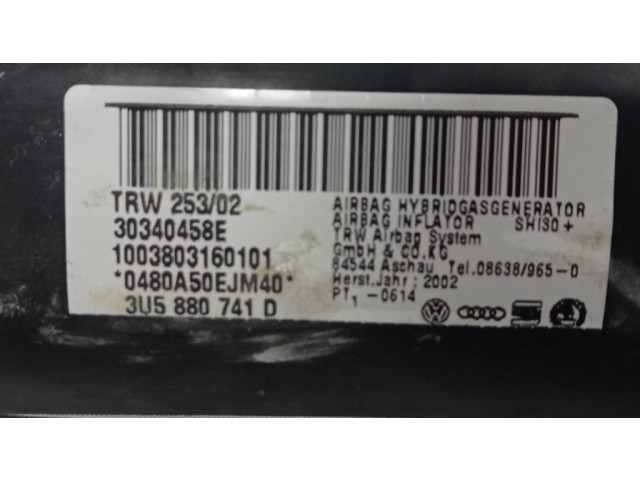 TRW 253/02
30340458E
1003803160101
*0480A50EJM40*
3U5 880 741 D
AIRBAG HYBRIDGASGENERATOR
AIRBAG INFLATOR SHI30+
TRW Airbag System
GmbH & CO.KG
84544 Aschau Tel.08638/965-0
Herst.Jahr: 2002
PT1-0614